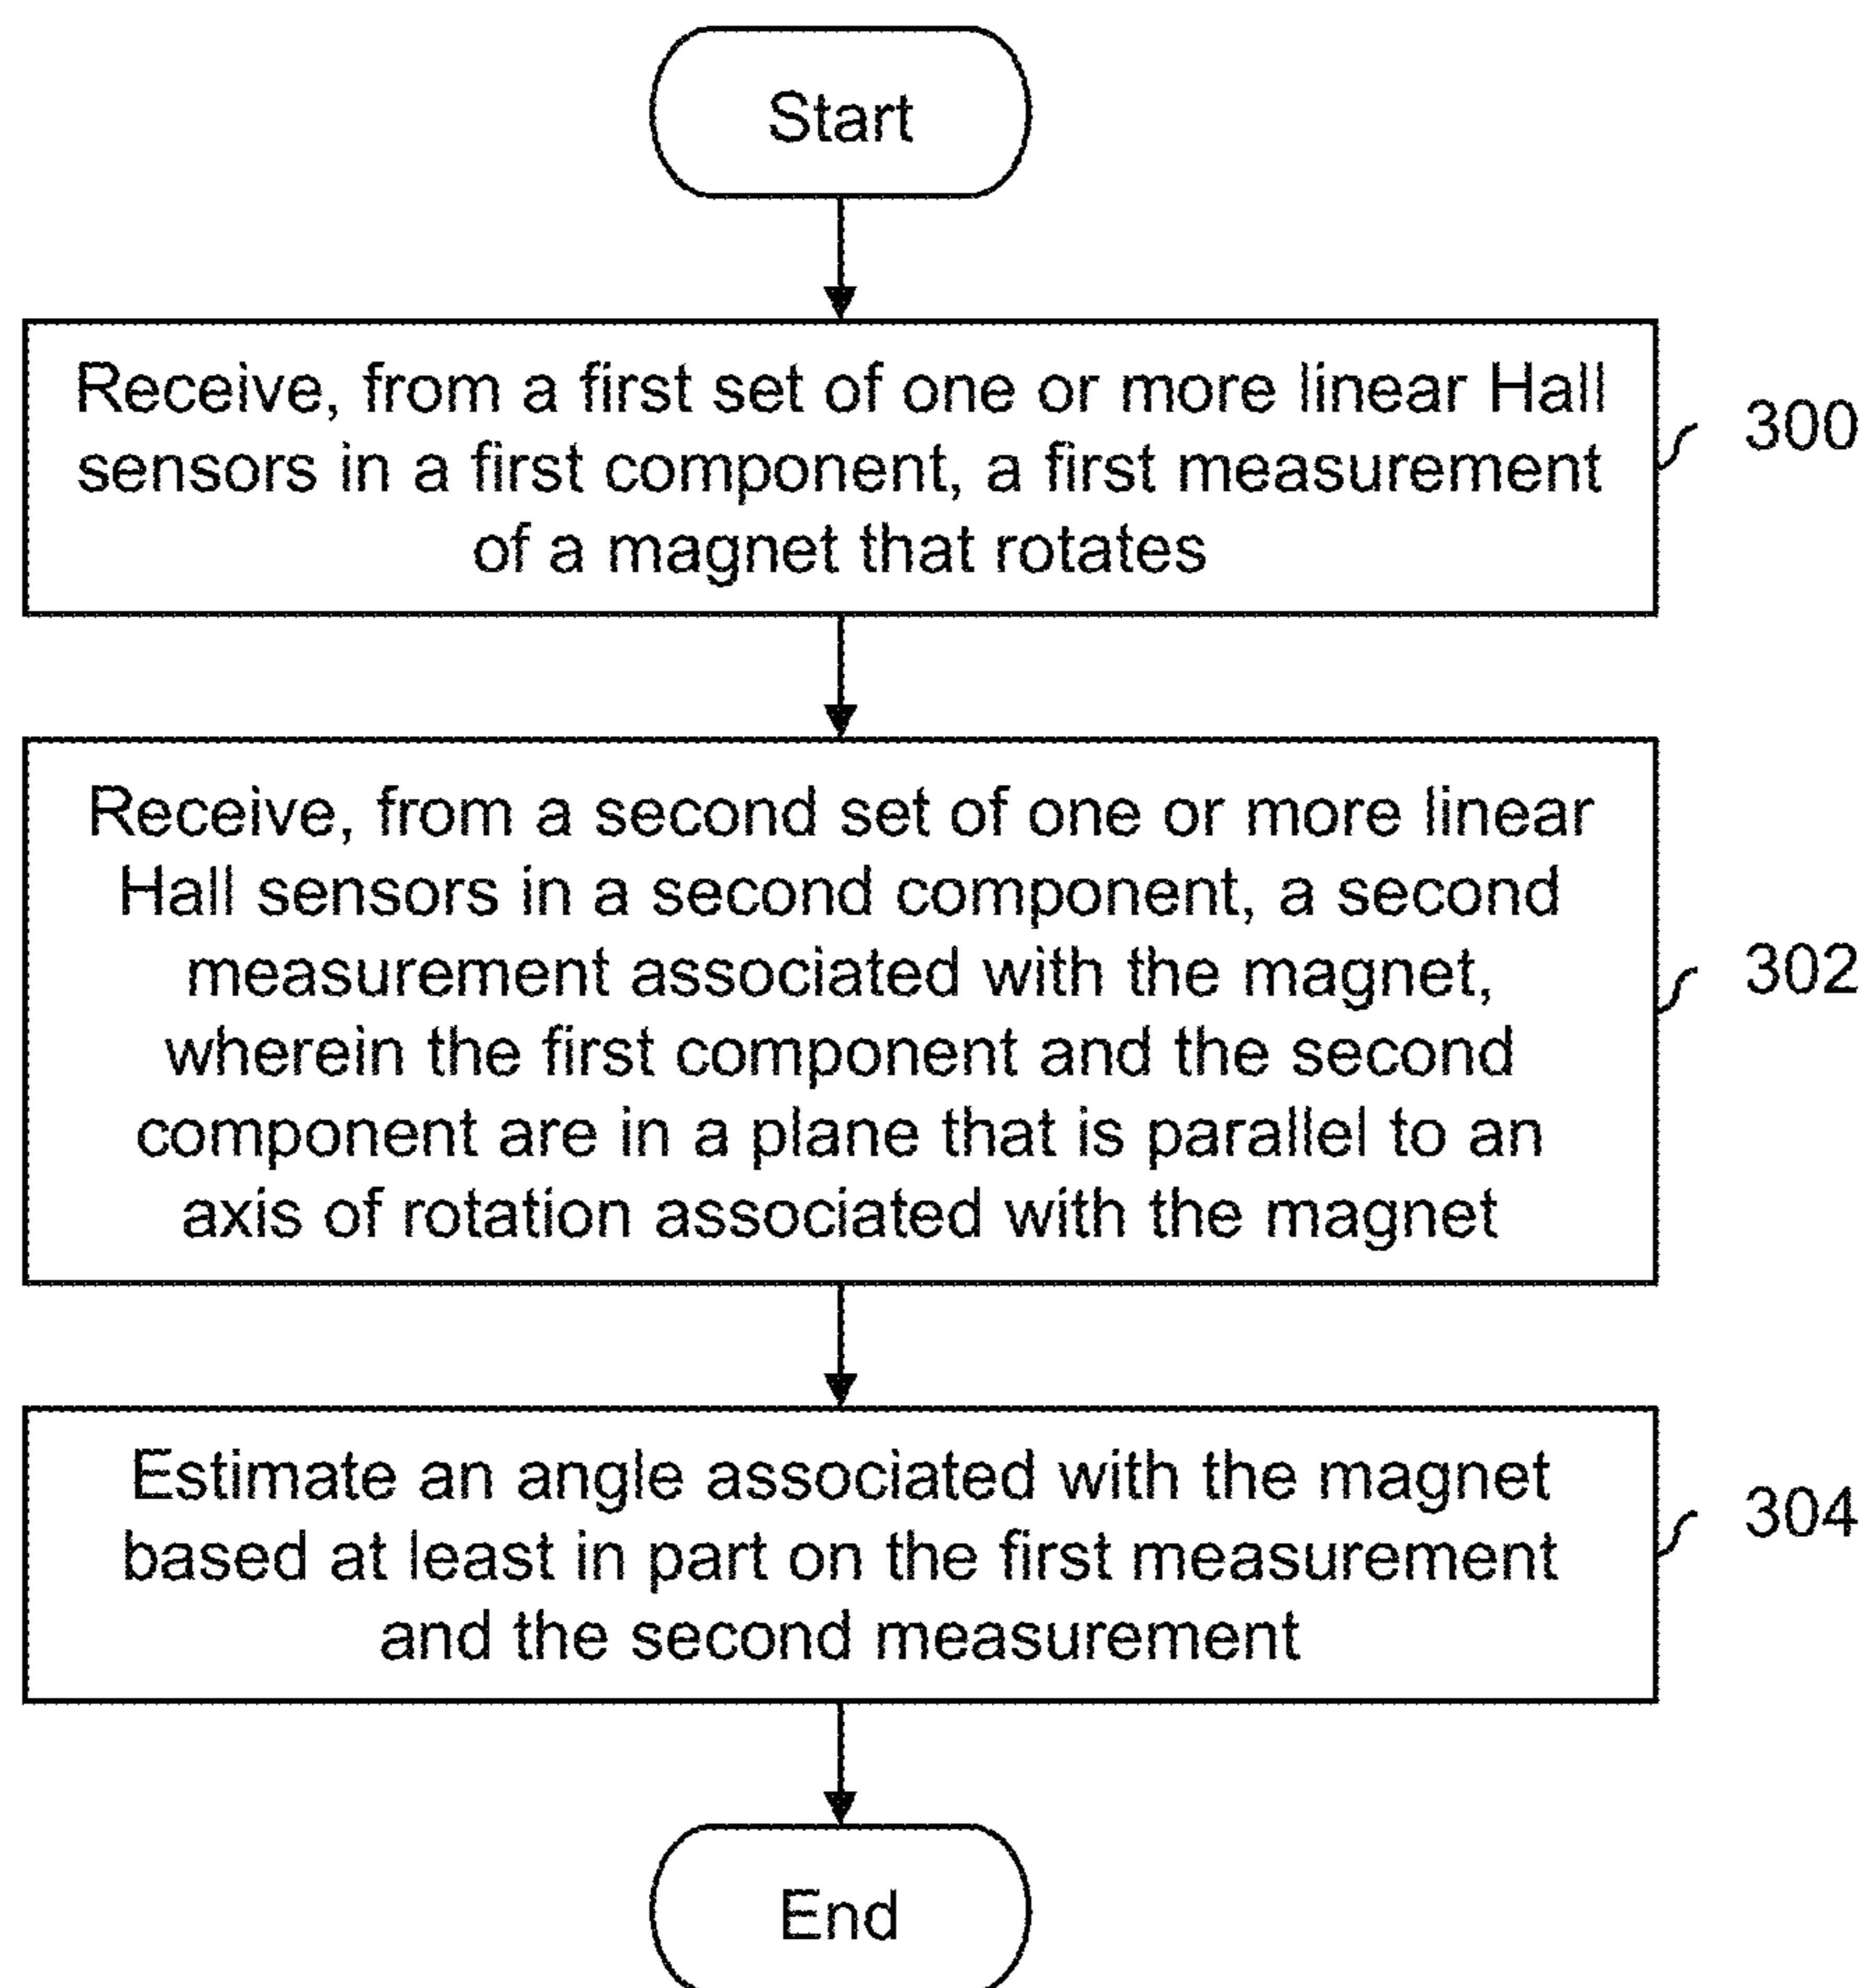 Start
Receive, from a first set of one or more linear Hall
sensors in a first component, a first measurement
of a magnet that rotates
300
Receive, from a second set of one or more linear
Hall sensors in a second component, a second
measurement associated with the magnet,
wherein the first component and the second
component are in a plane that is parallel to an
axis of rotation associated with the magnet
302
Estimate an angle associated with the magnet
based at least in part on the first measurement
and the second measurement
304
End